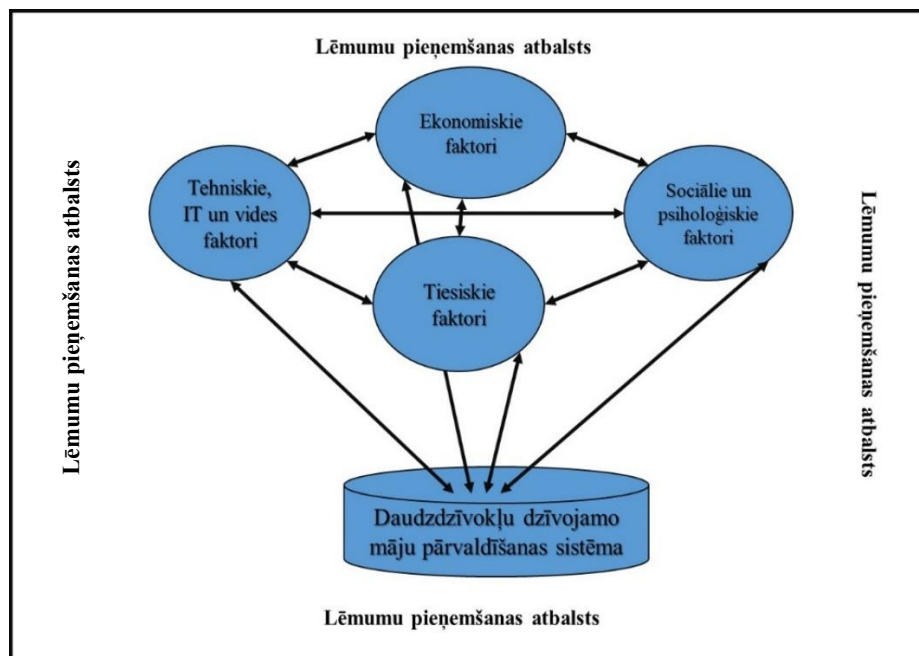 Lēmumu pieņemšanas atbalsts
Ekonomiskie
faktori
Tehniskie,
IT un vides
faktori
Sociālie un
psiholoģiskie
faktori
Tiesiskie
faktori
Lēmumu pieņemšanas atbalsts
Lēmumu pieņemšanas atbalsts
Daudzdzīvokļu dzīvojamo
māju pārvaldīšanas sistēma
Lēmumu pieņemšanas atbalsts